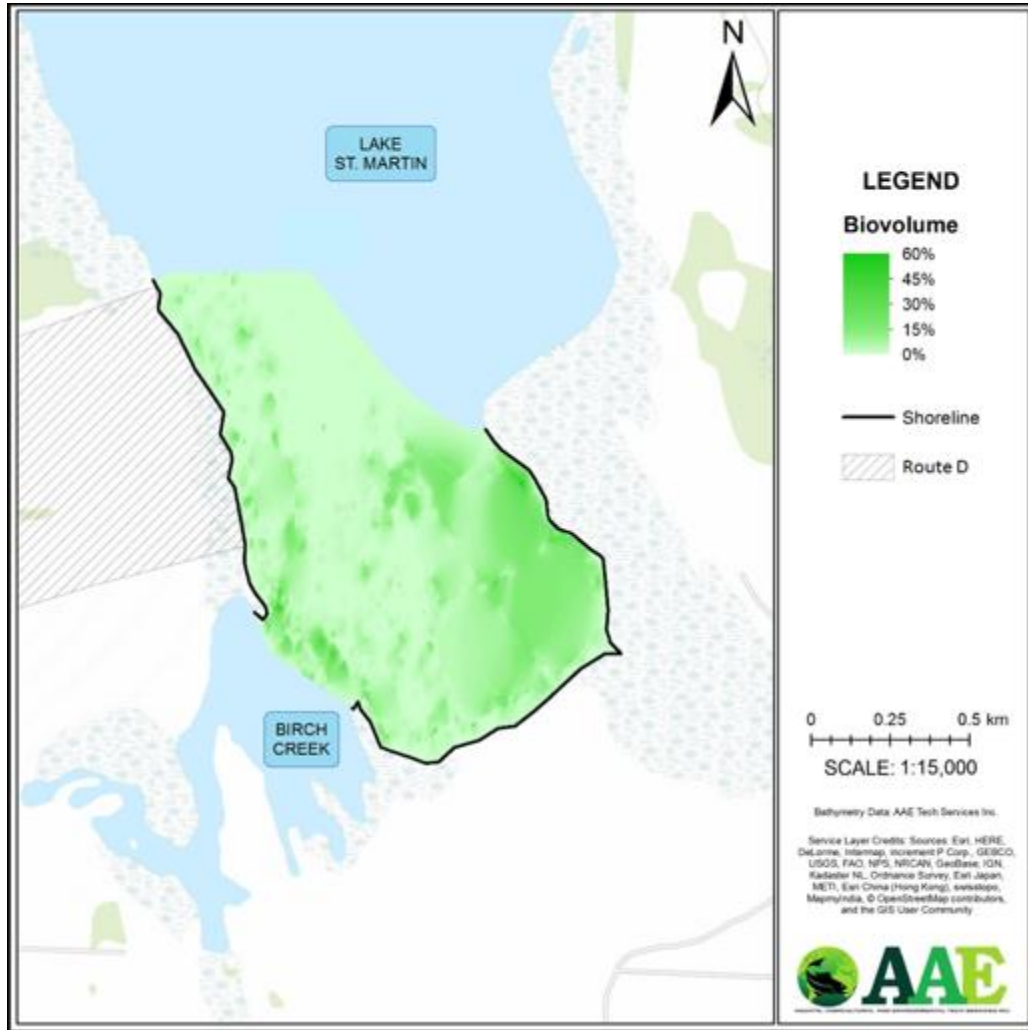 N
LAKE
ST. MARTIN
BIRCH
CREEK
LEGEND
Biovolume
60%
45%
30%
15%
0%
Shoreline
Route D
0 0.25 0.5 km
SCALE: 1:15,000
Bathymetry Data: AAE Tech Services Inc.
Service Layer Credits: Sources: Esri, HERE,
DeLorme, Intermap, increment P Corp., GEBCO,
USGS, FAO, NPS, NRCAN, GeoBase, IGN,
Kadaster NL, Ordnance Survey, Esri Japan,
METI, Esri China (Hong Kong), swisstopo,
MapmyIndia, © OpenStreetMap contributors,
and the GIS User Community
AAE